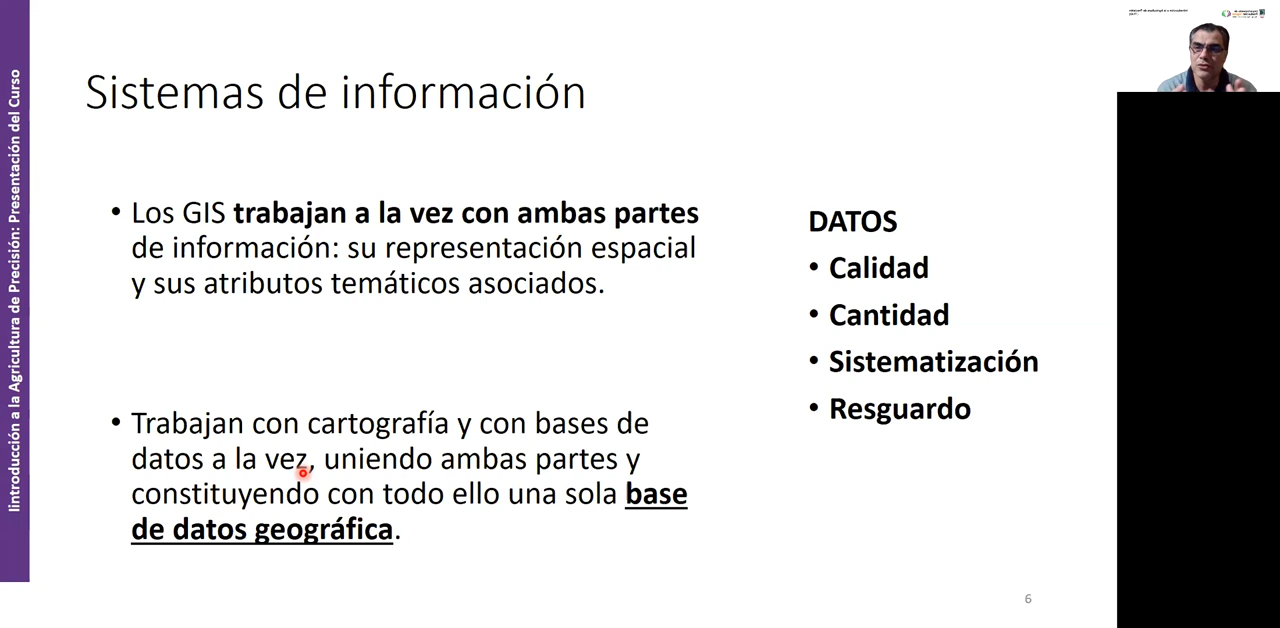 Iintroducción a la Agricultura de Precisión: Presentación del Curso
Sistemas de información
• Los GIS trabajan a la vez con ambas partes
de información: su representación espacial
y sus atributos temáticos asociados.
• Trabajan con cartografía y con bases de
datos a la vez, uniendo ambas partes y
constituyendo con todo ello una sola base
de datos geográfica.
DATOS
• Calidad
• Cantidad
• Sistematización
• Resguardo
6